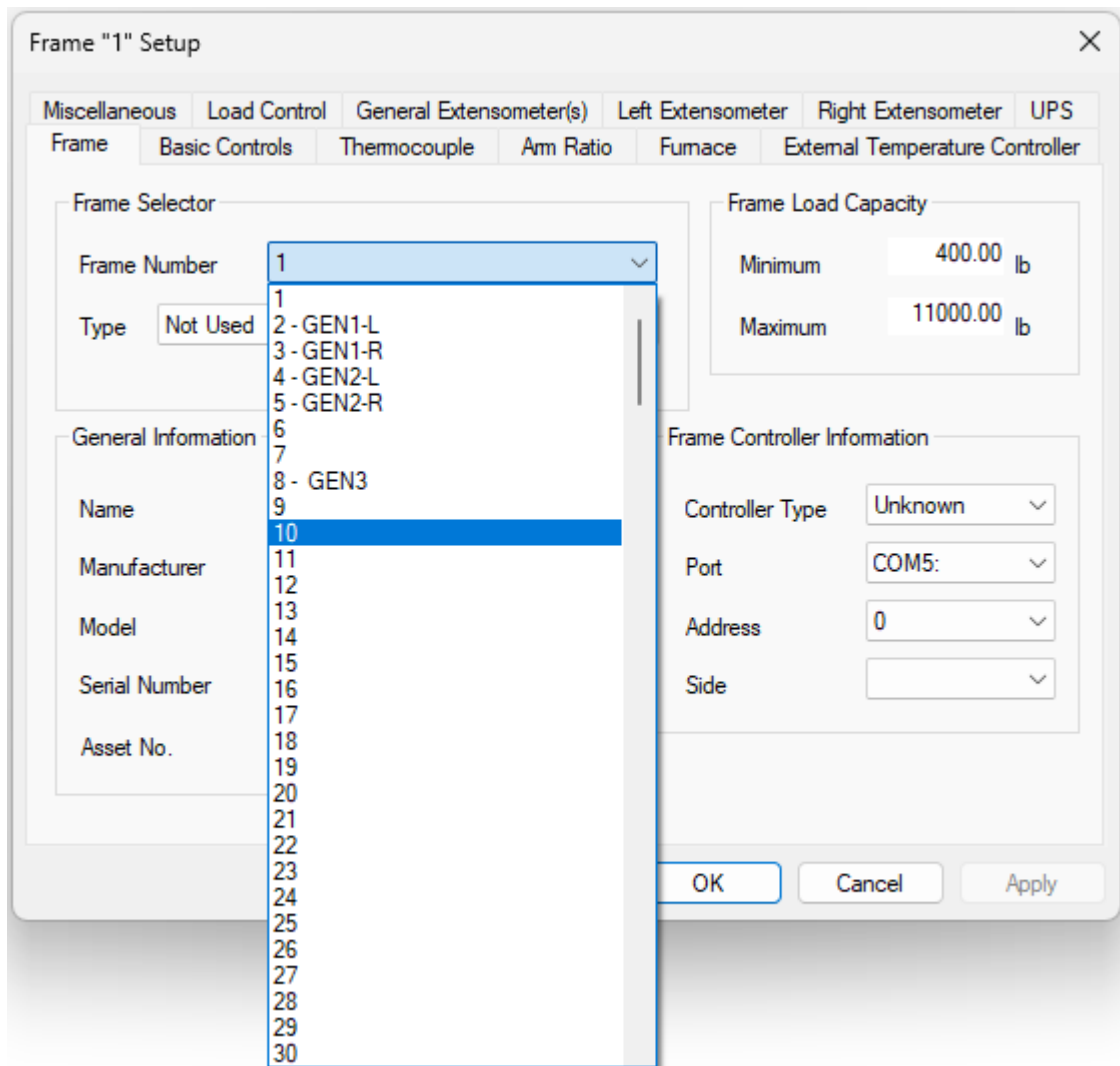 Frame "1" Setup
Miscellaneous Load Control General Extensometer(s) Left Extensometer Right Extensometer UPS
Frame Basic Controls Thermocouple Arm Ratio Furnace External Temperature Controller
Frame Selector
Frame Number 1
Type Not Used
1
2 - GEN1-L
3 - GEN1-R
4 - GEN2-L
5 - GEN2-R
6
7
8 - GEN3
9
10
11
12
13
14
15
16
17
18
19
20
21
22
23
24
25
26
27
28
29
30
Frame Load Capacity
Minimum 400.00 lb
Maximum 11000.00 lb
General Information
Name
Manufacturer
Model
Serial Number
Asset No.
Frame Controller Information
Controller Type Unknown
Port COM5:
Address 0
Side
OK Cancel Apply